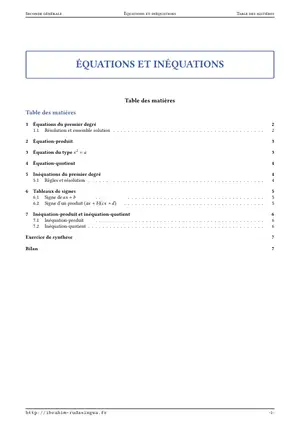 SECONDE GÉNÉRALE ÉQUATIONS ET INÉQUATIONS TABLE DES MATIÈRES
ÉQUATIONS ET INÉQUATIONS
Table des matières
Table des matières
1 Équations du premier degré 2
1.1 Résolution et ensemble solution 2
2 Équation-produit 3
3 Équation du type x² = a 3
4 Équation-quotient 4
5 Inéquations du premier degré 4
5.1 Règles et résolution 4
6 Tableaux de signes 5
6.1 Signe de ax + b 5
6.2 Signe d'un produit (ax + b)(cx + d) 5
7 Inéquation-produit et inéquation-quotient 6
7.1 Inéquation-produit 6
7.2 Inéquation-quotient 6
Exercice de synthèse 7
Bilan 7